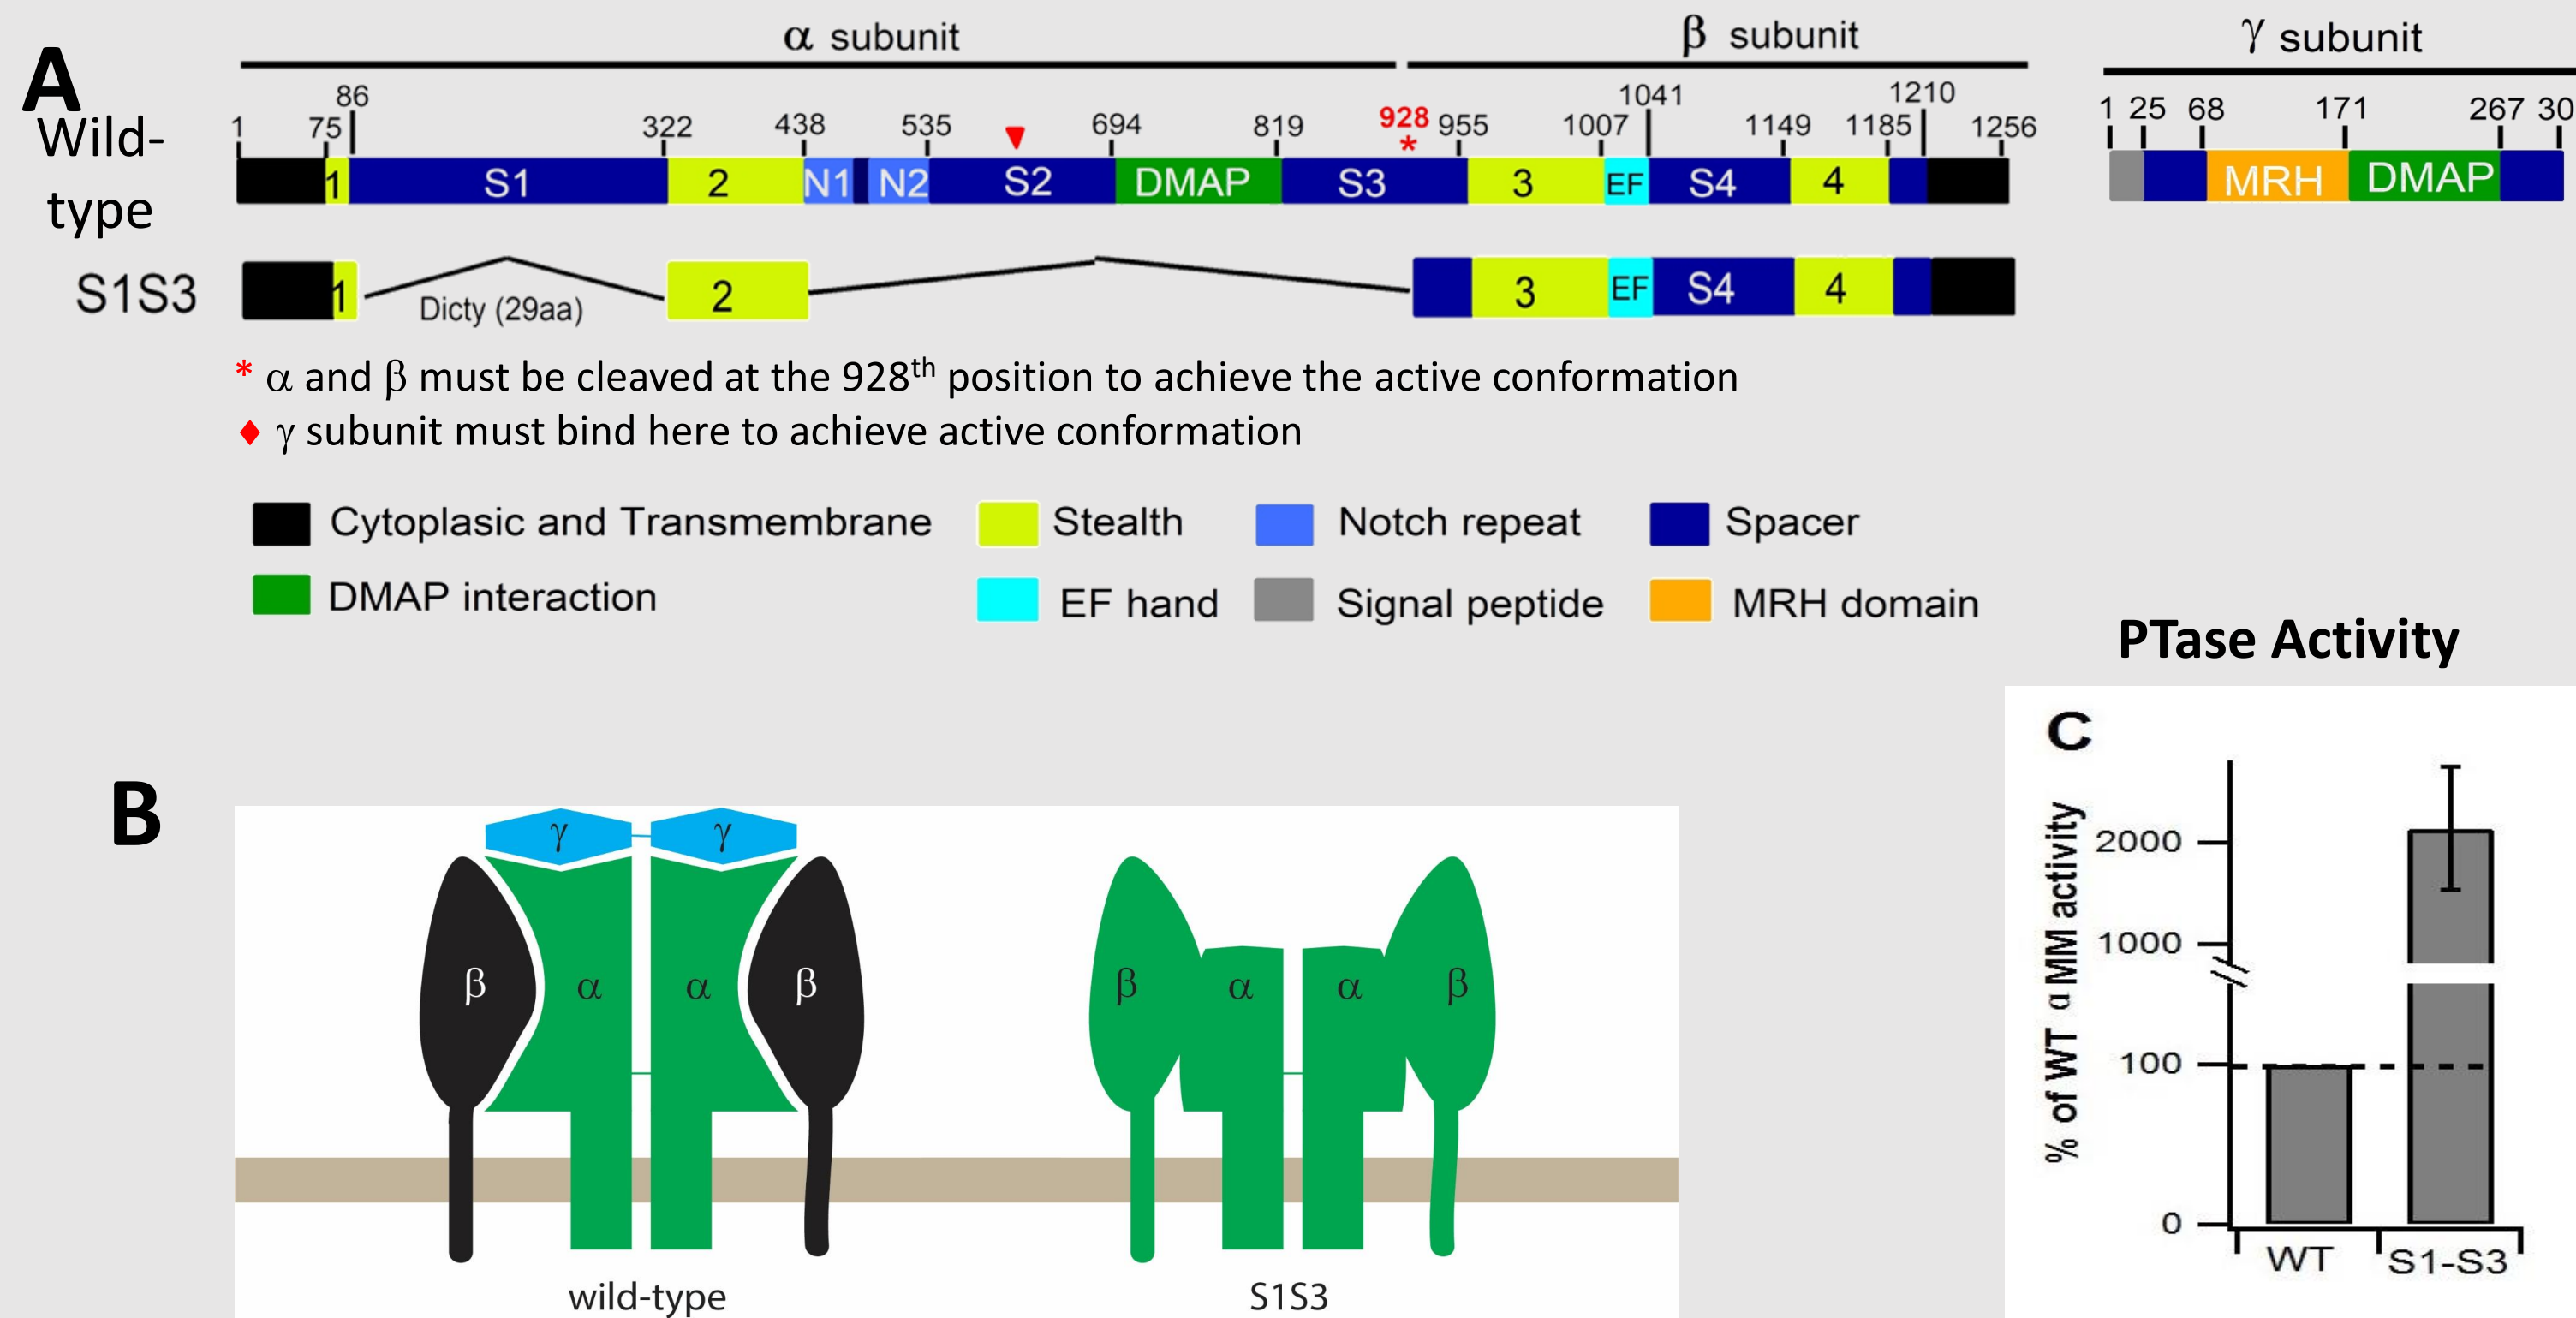 A
α subunit
β subunit
γ subunit
Wild-
type
1 75 86 322 438 535 694 819 928 955 1007 1041 1149 1185 1210 1256
*
1 25 68 171 267 30
1 S1 2 N1 N2 S2 DMAP S3 3 EF S4 4
MRH DMAP
S1S3
1 Dicty (29aa) 2 3 EF S4 4
* α and β must be cleaved at the 928th position to achieve the active conformation
♦ γ subunit must bind here to achieve active conformation
Cytoplasic and Transmembrane
Stealth
Notch repeat
Spacer
DMAP interaction
EF hand
Signal peptide
MRH domain
PTase Activity
B
γ γ
β α α β
wild-type
β α α β
S1S3
C
% of WT αMM activity
2000
1000
100
0
WT S1-S3